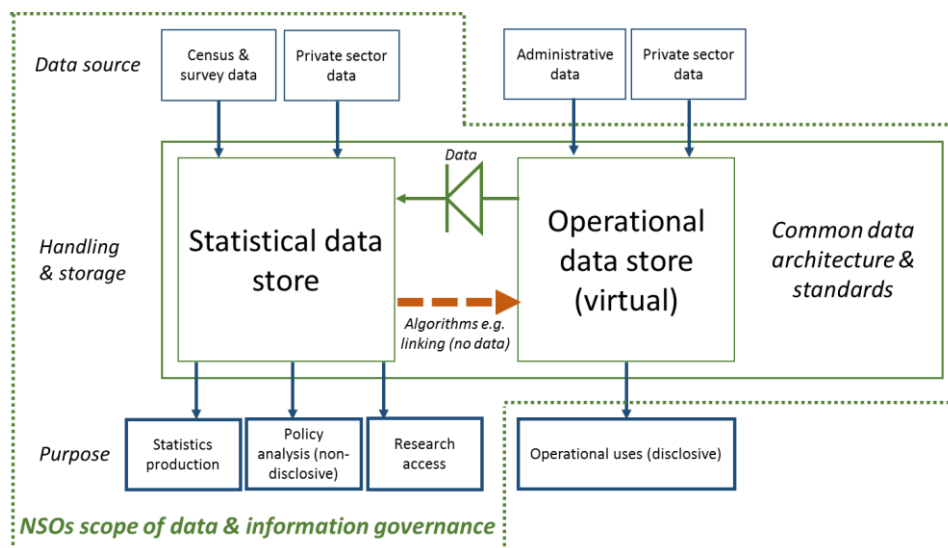 Data source
Census &
survey data
Private sector
data
Administrative
data
Private sector
data
Handling
& storage
Statistical data
store
Data
Algorithms e.g.
linking (no data)
Operational
data store
(virtual)
Common data
architecture &
standards
Purpose
Statistics
production
Policy
analysis (non-
disclosive)
Research
access
Operational uses (disclosive)
NSOs scope of data & information governance